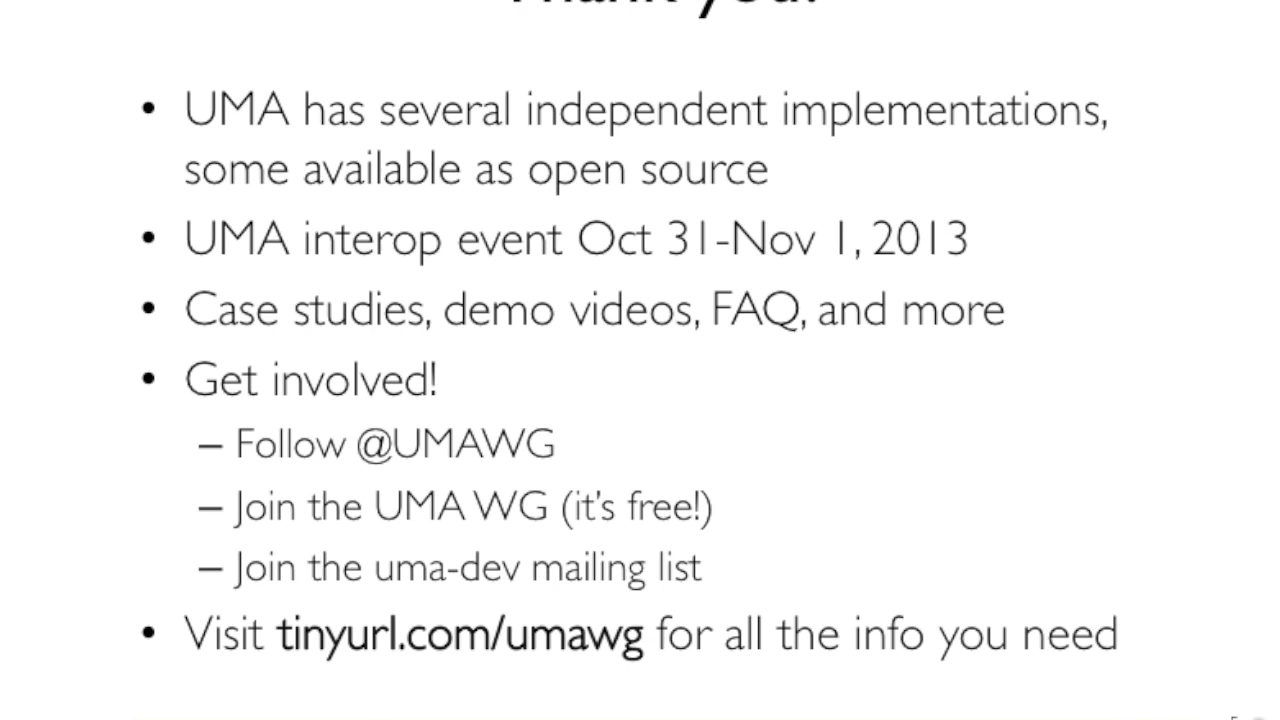 Thank you!
• UMA has several independent implementations,
some available as open source
• UMA interop event Oct 31-Nov 1, 2013
• Case studies, demo videos, FAQ, and more
• Get involved!
– Follow @UMAWG
– Join the UMA WG (it's free!)
– Join the uma-dev mailing list
• Visit tinyurl.com/umawg for all the info you need